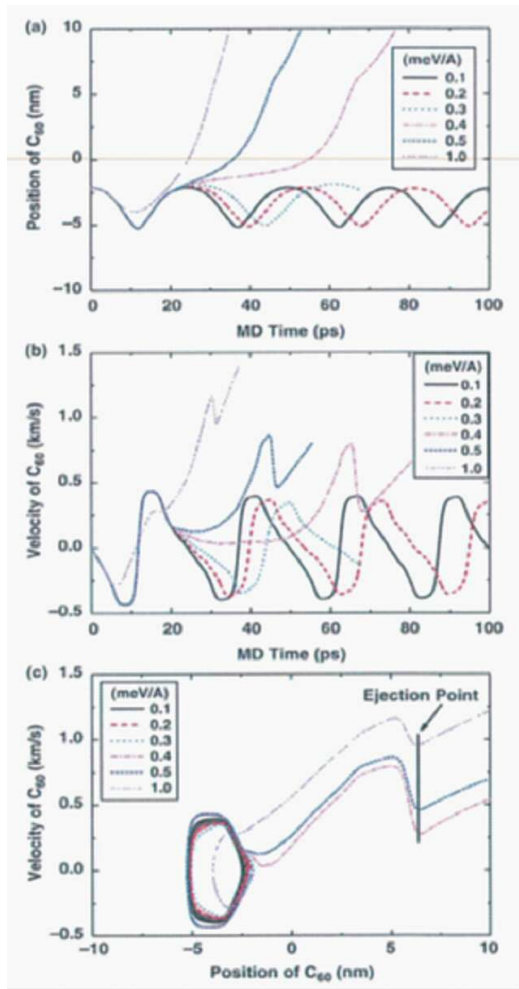 (a)
10
5
0
−5
−10
Position of C60 (nm)
(meV/A)
0.1
0.2
0.3
0.4
0.5
1.0
0 20 40 60 80 100
MD Time (ps)
(b)
1.5
1.0
0.5
0.0
−0.5
Velocity of C60 (km/s)
(meV/A)
0.1
0.2
0.3
0.4
0.5
1.0
0 20 40 60 80 100
MD Time (ps)
(c)
1.5
1.0
0.5
0.0
−0.5
Velocity of C60 (km/s)
(meV/A)
0.1
0.2
0.3
0.4
0.5
1.0
Ejection Point
−10 −5 0 5 10
Position of C60 (nm)